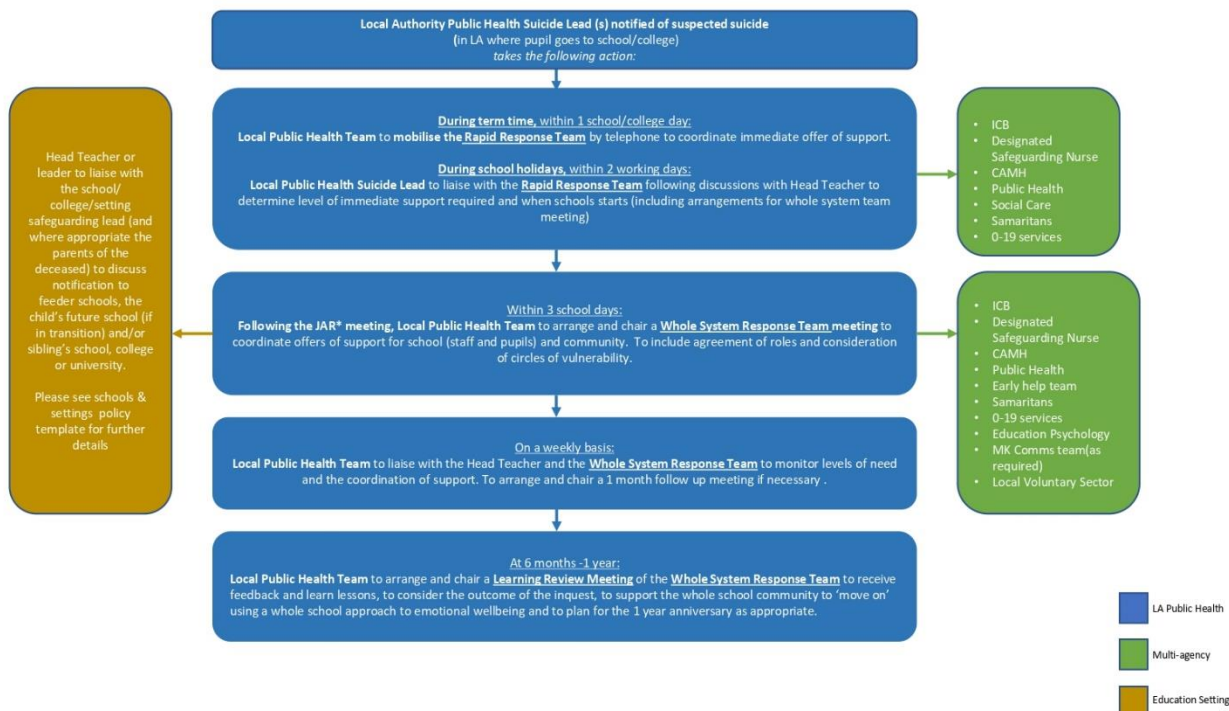 Local Authority Public Health Suicide Lead (s) notified of suspected suicide
(in LA where pupil goes to school/college)
takes the following action:
During term time, within 1 school/college day:
Local Public Health Team to mobilise the Rapid Response Team by telephone to coordinate immediate offer of support.
During school holidays, within 2 working days:
Local Public Health Suicide Lead to liaise with the Rapid Response Team following discussions with Head Teacher to
determine level of immediate support required and when schools starts (including arrangements for whole system team
meeting)
• ICB
• Designated
Safeguarding Nurse
• CAMH
• Public Health
• Social Care
• Samaritans
• 0-19 services
Head Teacher or
leader to liaise with
the school/
college/setting
safeguarding lead (and
where appropriate the
parents of the
deceased) to discuss
notification to
feeder schools, the
child's future school (if
in transition) and/or
sibling's school, college
or university.
Please see schools &
settings policy
template for further
details
Within 3 school days:
Following the JAR* meeting, Local Public Health Team to arrange and chair a Whole System Response Team meeting to
coordinate offers of support for school (staff and pupils) and community. To include agreement of roles and consideration
of circles of vulnerability.
• ICB
• Designated
Safeguarding Nurse
• CAMH
• Public Health
• Early help team
• Samaritans
• 0-19 services
• Education Psychology
• MK Comms team(as
required)
• Local Voluntary Sector
On a weekly basis:
Local Public Health Team to liaise with the Head Teacher and the Whole System Response Team to monitor levels of need
and the coordination of support. To arrange and chair a 1 month follow up meeting if necessary .
At 6 months -1 year:
Local Public Health Team to arrange and chair a Learning Review Meeting of the Whole System Response Team to receive
feedback and learn lessons, to consider the outcome of the inquest, to support the whole school community to 'move on'
using a whole school approach to emotional wellbeing and to plan for the 1 year anniversary as appropriate.
LA Public Health
Multi-agency
Education Setting